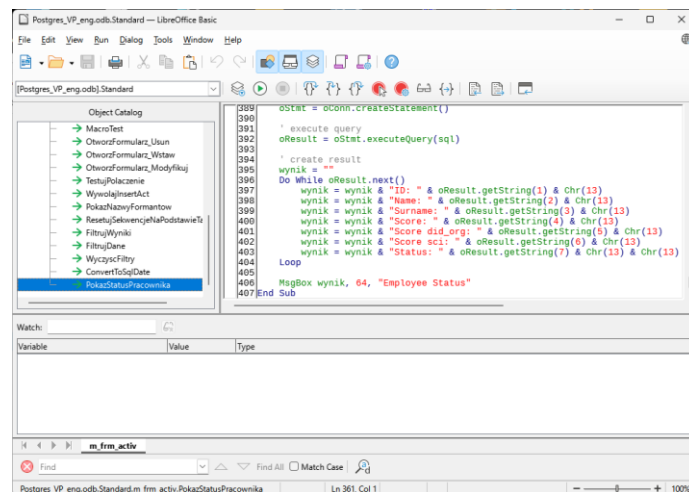 Postgres_VP_eng.odb.Standard — LibreOffice Basic
File Edit View Run Dialog Tools Window Help
[Postgres_VP_eng.odb].Standard
Object Catalog
MacroTest
OtworzFormularz_Usun
OtworzFormularz_Wstaw
OtworzFormularz_Modyfikuj
TestujPolaczenie
WywolajInsertAct
PokazNazwyFormantow
ResetujSekwencjeNaPodstawieTa
FiltrujWyniki
FiltrujDane
WyczyscFiltry
ConvertToSqlDate
PokazStatusPracownika
389 oStmt = oConn.createStatement()
390
391 ' execute query
392 oResult = oStmt.executeQuery(sql)
393
394 ' create result
395 wynik = ""
396 Do While oResult.next()
397 wynik = wynik & "ID: " & oResult.getString(1) & Chr(13)
398 wynik = wynik & "Name: " & oResult.getString(2) & Chr(13)
399 wynik = wynik & "Surname: " & oResult.getString(3) & Chr(13)
400 wynik = wynik & "Score: " & oResult.getString(4) & Chr(13)
401 wynik = wynik & "Score did_org: " & oResult.getString(5) & Chr(13)
402 wynik = wynik & "Score sci: " & oResult.getString(6) & Chr(13)
403 wynik = wynik & "Status: " & oResult.getString(7) & Chr(13) & Chr(13)
404 Loop
405
406 MsgBox wynik, 64, "Employee Status"
407 End Sub
Watch:
Variable Value Type
m_frm_activ
Find Find All Match Case
Postgres_VP_eng.odb.Standard.m_frm_activ.PokazStatusPracownika Ln 361, Col 1 100%